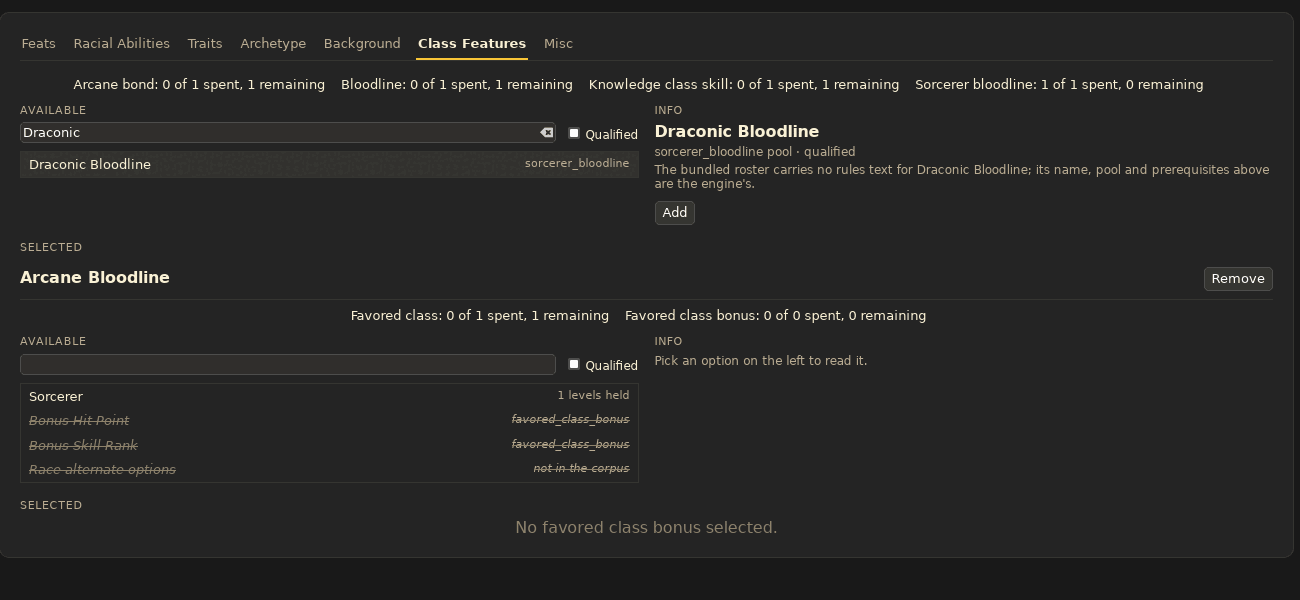 Feats Racial Abilities Traits Archetype Background Class Features Misc
Arcane bond: 0 of 1 spent, 1 remaining Bloodline: 0 of 1 spent, 1 remaining Knowledge class skill: 0 of 1 spent, 1 remaining Sorcerer bloodline: 1 of 1 spent, 0 remaining
AVAILABLE
Draconic
Qualified
Draconic Bloodline sorcerer_bloodline
INFO
Draconic Bloodline
sorcerer_bloodline pool · qualified
The bundled roster carries no rules text for Draconic Bloodline; its name, pool and prerequisites above
are the engine's.
Add
SELECTED
Arcane Bloodline Remove
Favored class: 0 of 1 spent, 1 remaining Favored class bonus: 0 of 0 spent, 0 remaining
AVAILABLE
Qualified
Sorcerer 1 levels held
Bonus Hit Point favored_class_bonus
Bonus Skill Rank favored_class_bonus
Race alternate options not in the corpus
INFO
Pick an option on the left to read it.
SELECTED
No favored class bonus selected.